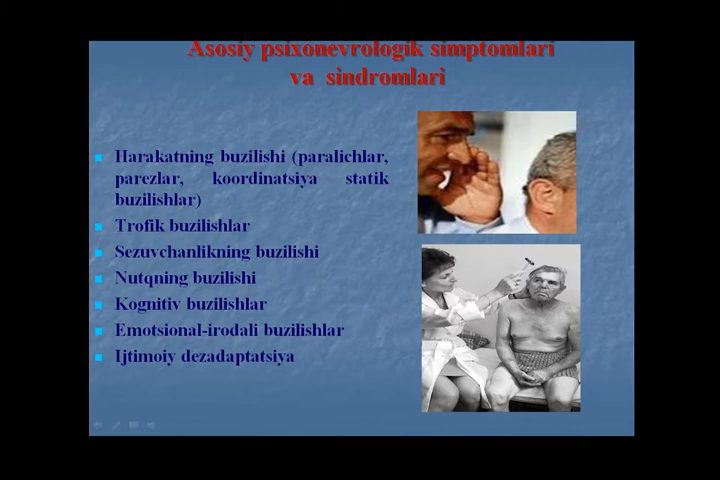 Asosiy psixonevrologik simptomlari
va sindromlari
Harakatning buzilishi (paralichlar,
parezlar, koordinatsiya statik
buzilishlar)
Trofik buzilishlar
Sezuvchanlikning buzilishi
Nutqning buzilishi
Kognitiv buzilishlar
Emotsional-irodali buzilishlar
Ijtimoiy dezadaptatsiya